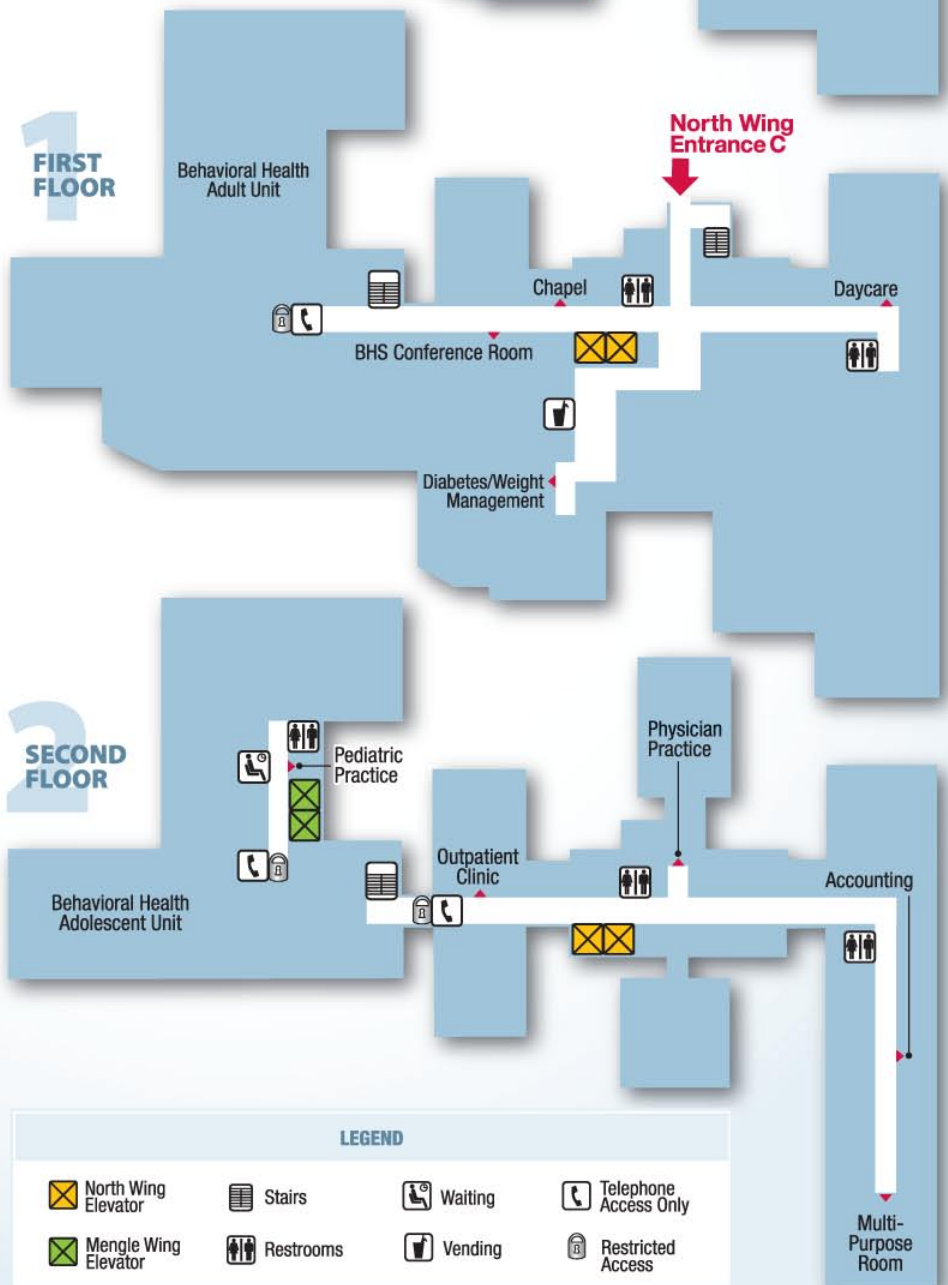 1
FIRST
FLOOR
Behavioral Health
Adult Unit
North Wing
Entrance C
Chapel
Daycare
BHS Conference Room
Diabetes/Weight
Management
2
SECOND
FLOOR
Pediatric
Practice
Physician
Practice
Outpatient
Clinic
Accounting
Behavioral Health
Adolescent Unit
Multi-
Purpose
Room
LEGEND
North Wing
Elevator
Stairs
Waiting
Telephone
Access Only
Mengle Wing
Elevator
Restrooms
Vending
Restricted
Access